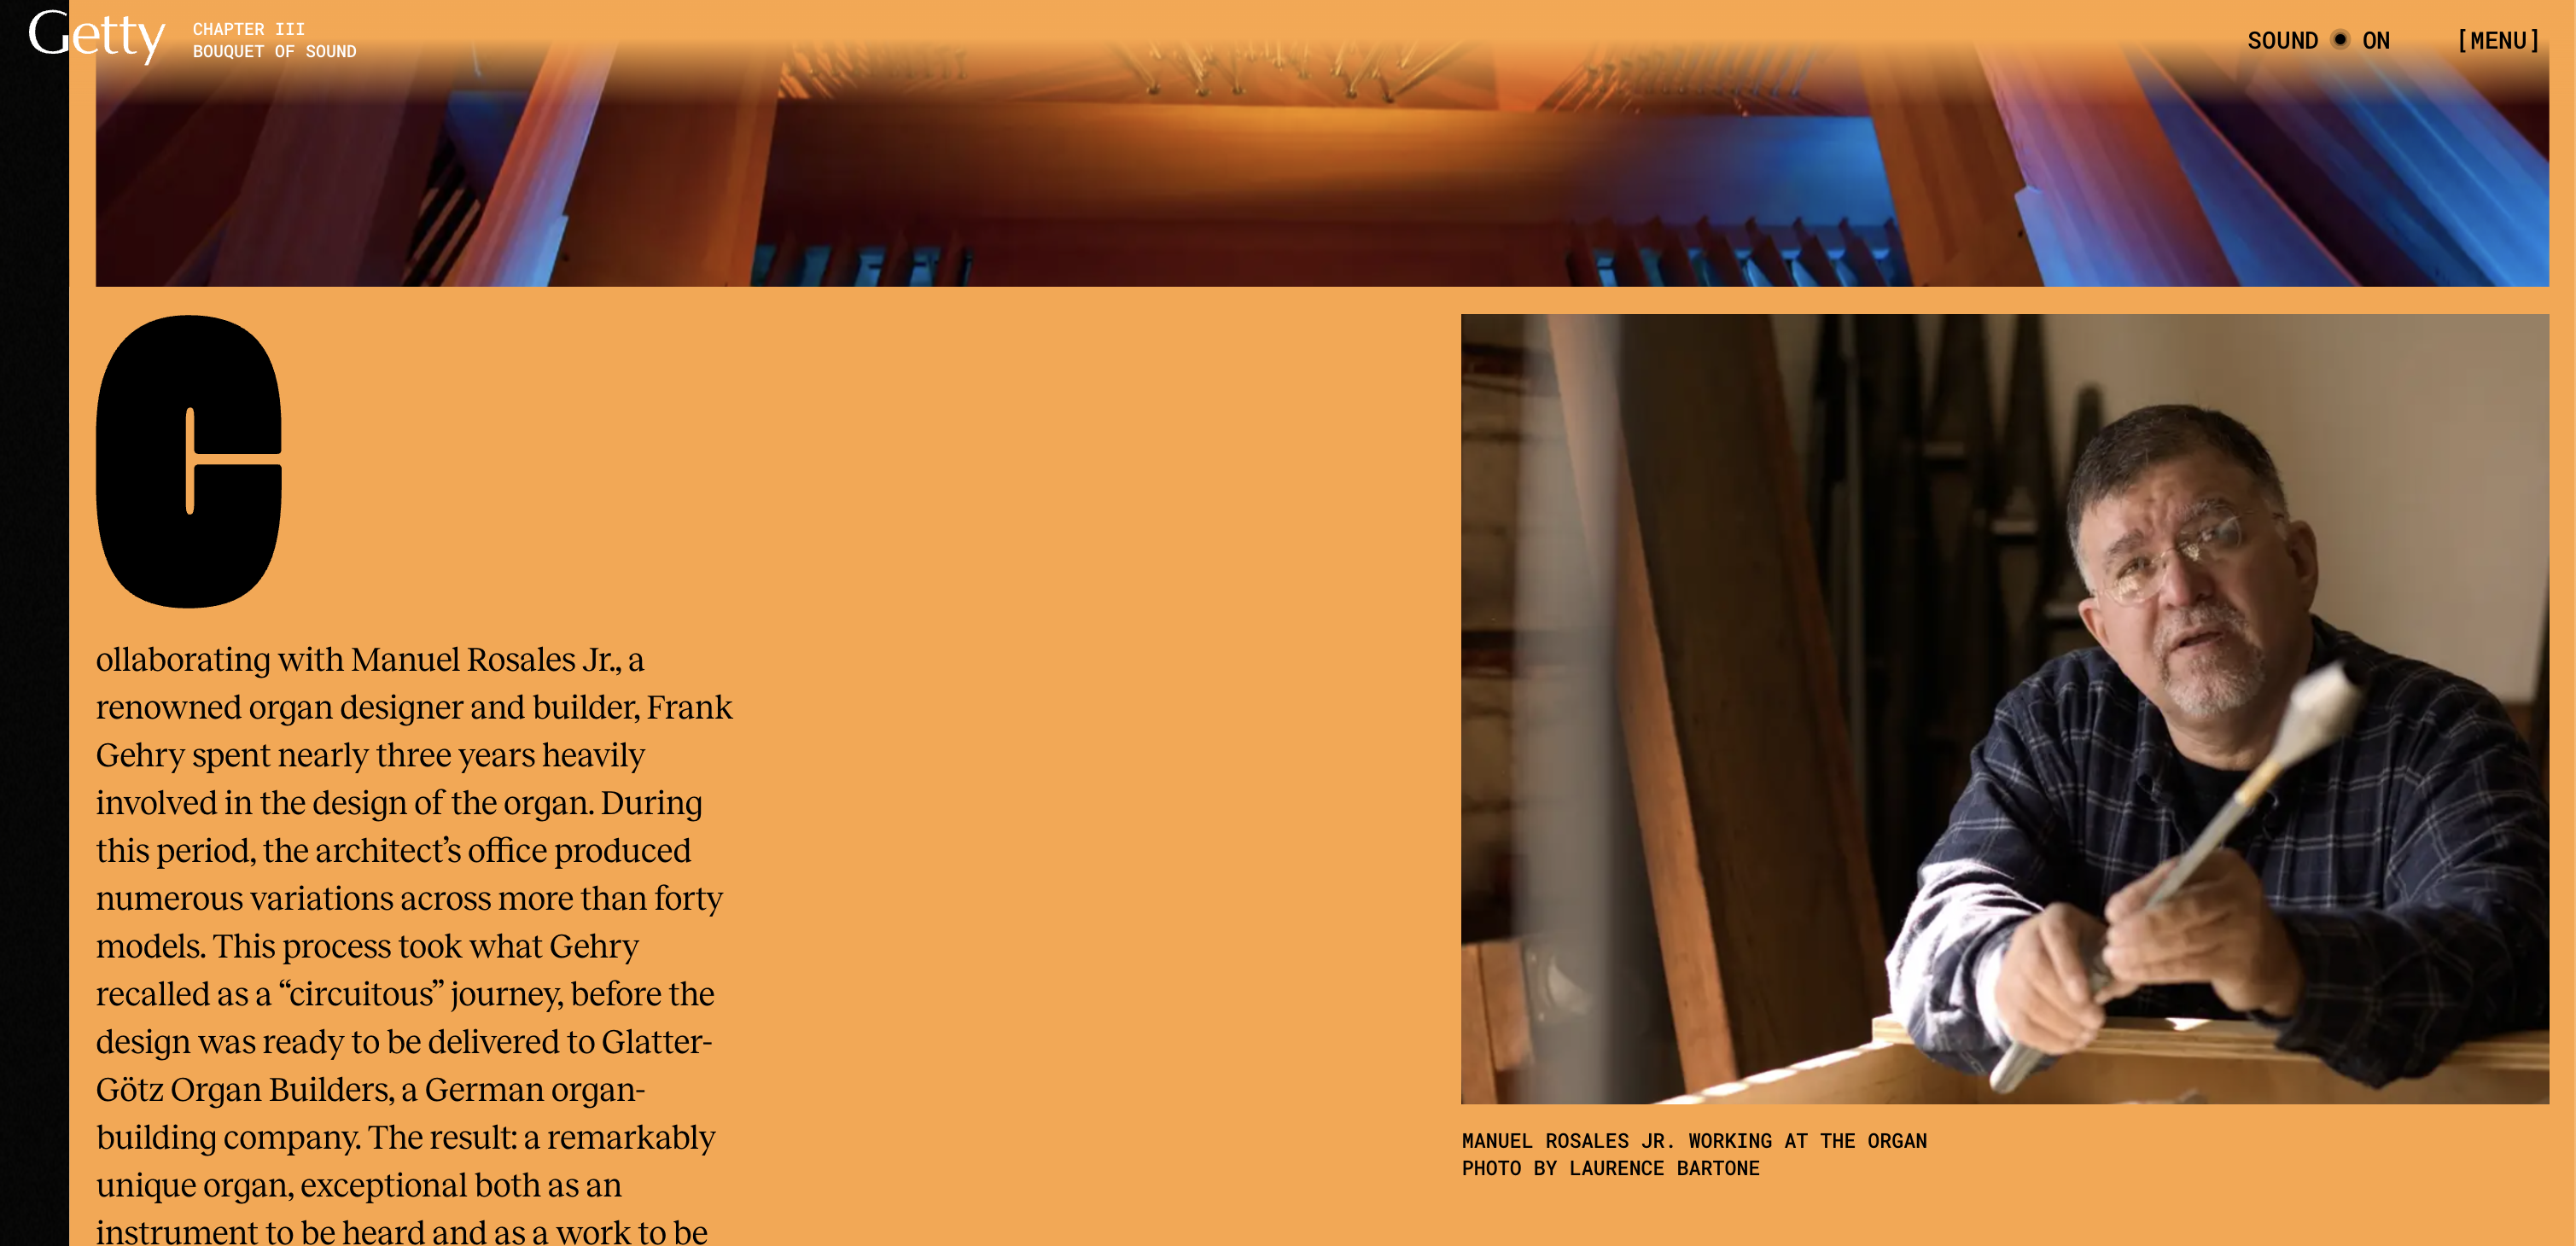 Getty
CHAPTER III
BOUQUET OF SOUND
SOUND ON
[MENU]
C
ollaborating with Manuel Rosales Jr., a
renowned organ designer and builder, Frank
Gehry spent nearly three years heavily
involved in the design of the organ. During
this period, the architect’s office produced
numerous variations across more than forty
models. This process took what Gehry
recalled as a “circuitous” journey, before the
design was ready to be delivered to Glatter-
Götz Organ Builders, a German organ-
building company. The result: a remarkably
unique organ, exceptional both as an
instrument to be heard and as a work to be
MANUEL ROSALES JR. WORKING AT THE ORGAN
PHOTO BY LAURENCE BARTONE